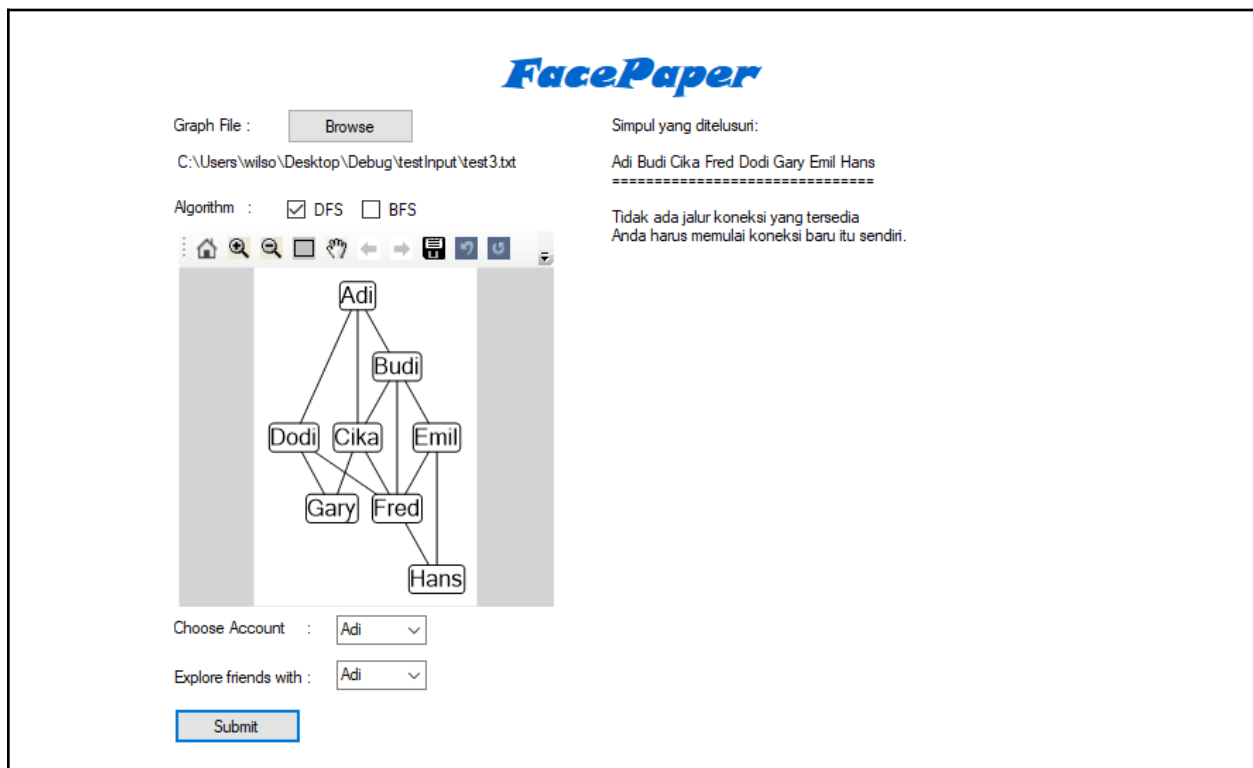 FacePaper
Graph File :
Browse
C:\Users\wilso\Desktop\Debug\testInput\test3.txt
Algorithm :
DFS
BFS
Adi
Budi
Dodi
Cika
Emil
Gary
Fred
Hans
Choose Account :
Adi
Explore friends with :
Adi
Submit
Simpul yang ditelusuri:
Adi Budi Cika Fred Dodi Gary Emil Hans
===============================
Tidak ada jalur koneksi yang tersedia
Anda harus memulai koneksi baru itu sendiri.